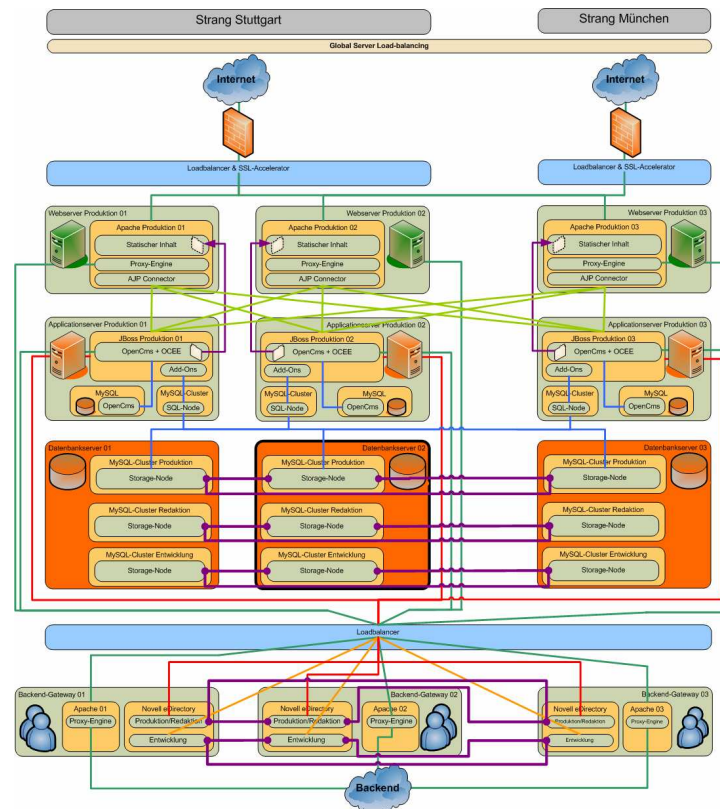 Strang Stuttgart
Strang München
Global Server Load-balancing
Internet
Internet
Loadbalancer & SSL-Accelerator
Loadbalancer & SSL-Accelerator
Webserver Produktion 01
Apache Produktion 01
Statischer Inhalt
Proxy-Engine
AJP Connector
Webserver Produktion 02
Apache Produktion 02
Statischer Inhalt
Proxy-Engine
AJP Connector
Webserver Produktion 03
Apache Produktion 03
Statischer Inhalt
Proxy-Engine
AJP Connector
Applicationserver Produktion 01
JBoss Produktion 01
OpenCms + OCEE
Add-Ons
MySQL
OpenCms
MySQL-Cluster
SQL-Node
Applicationserver Produktion 02
JBoss Produktion 02
OpenCms + OCEE
Add-Ons
MySQL-Cluster
SQL-Node
MySQL
OpenCms
Applicationserver Produktion 03
JBoss Produktion 03
OpenCms + OCEE
Add-Ons
MySQL-Cluster
SQL-Node
MySQL
OpenCms
Datenbankserver 01
MySQL-Cluster Produktion
Storage-Node
MySQL-Cluster Redaktion
Storage-Node
MySQL-Cluster Entwicklung
Storage-Node
Datenbankserver 02
MySQL-Cluster Produktion
Storage-Node
MySQL-Cluster Redaktion
Storage-Node
MySQL-Cluster Entwicklung
Storage-Node
Datenbankserver 03
MySQL-Cluster Produktion
Storage-Node
MySQL-Cluster Redaktion
Storage-Node
MySQL-Cluster Entwicklung
Storage-Node
Loadbalancer
Backend-Gateway 01
Apache 01
Proxy-Engine
Novell eDirectory
Produktion/Redaktion
Entwicklung
Backend-Gateway 02
Novell eDirectory
Produktion/Redaktion
Entwicklung
Apache 02
Proxy-Engine
Backend-Gateway 03
Novell eDirectory
Produktion/Redaktion
Entwicklung
Apache 03
Proxy-Engine
Backend